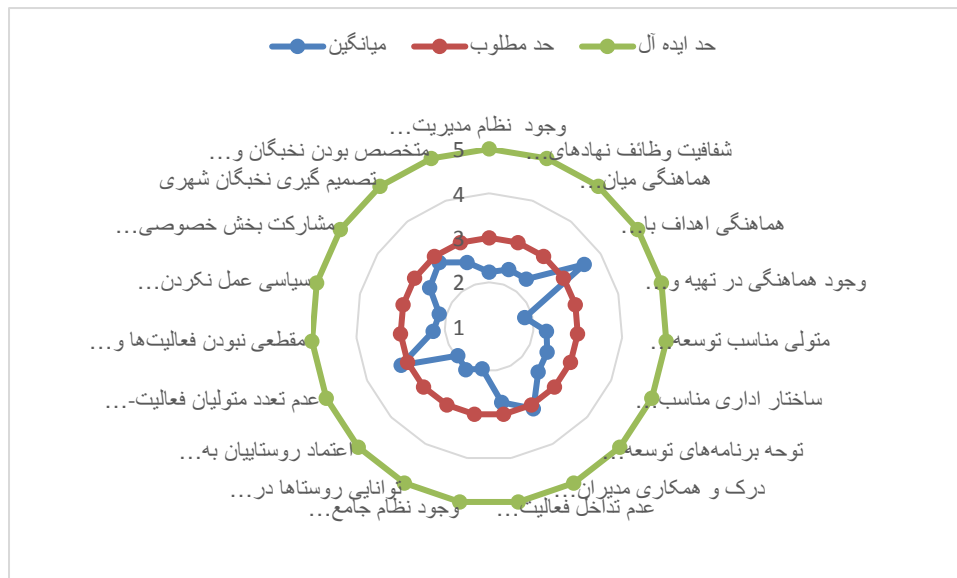 میانگین
حد مطلوب
حد ایده آل
وجود نظام مدیریت...
شفافیت وظائف نهادهای...
هماهنگی میان...
هماهنگی اهداف با...
وجود هماهنگی در تهیه و...
متولی مناسب توسعه...
ساختار اداری مناسب...
توجه برنامه‌های توسعه...
درک و همکاری مدیران...
عدم تداخل فعالیت...
وجود نظام جامع...
توانایی روستاها در...
اعتماد روستاییان به...
عدم تعدد متولیان فعالیت-...
مقطعی نبودن فعالیت‌ها و...
سیاسی عمل نکردن...
مشارکت بخش خصوصی...
تصمیم گیری نخبگان شهری
متخصص بودن نخبگان و...
5
4
3
2
1